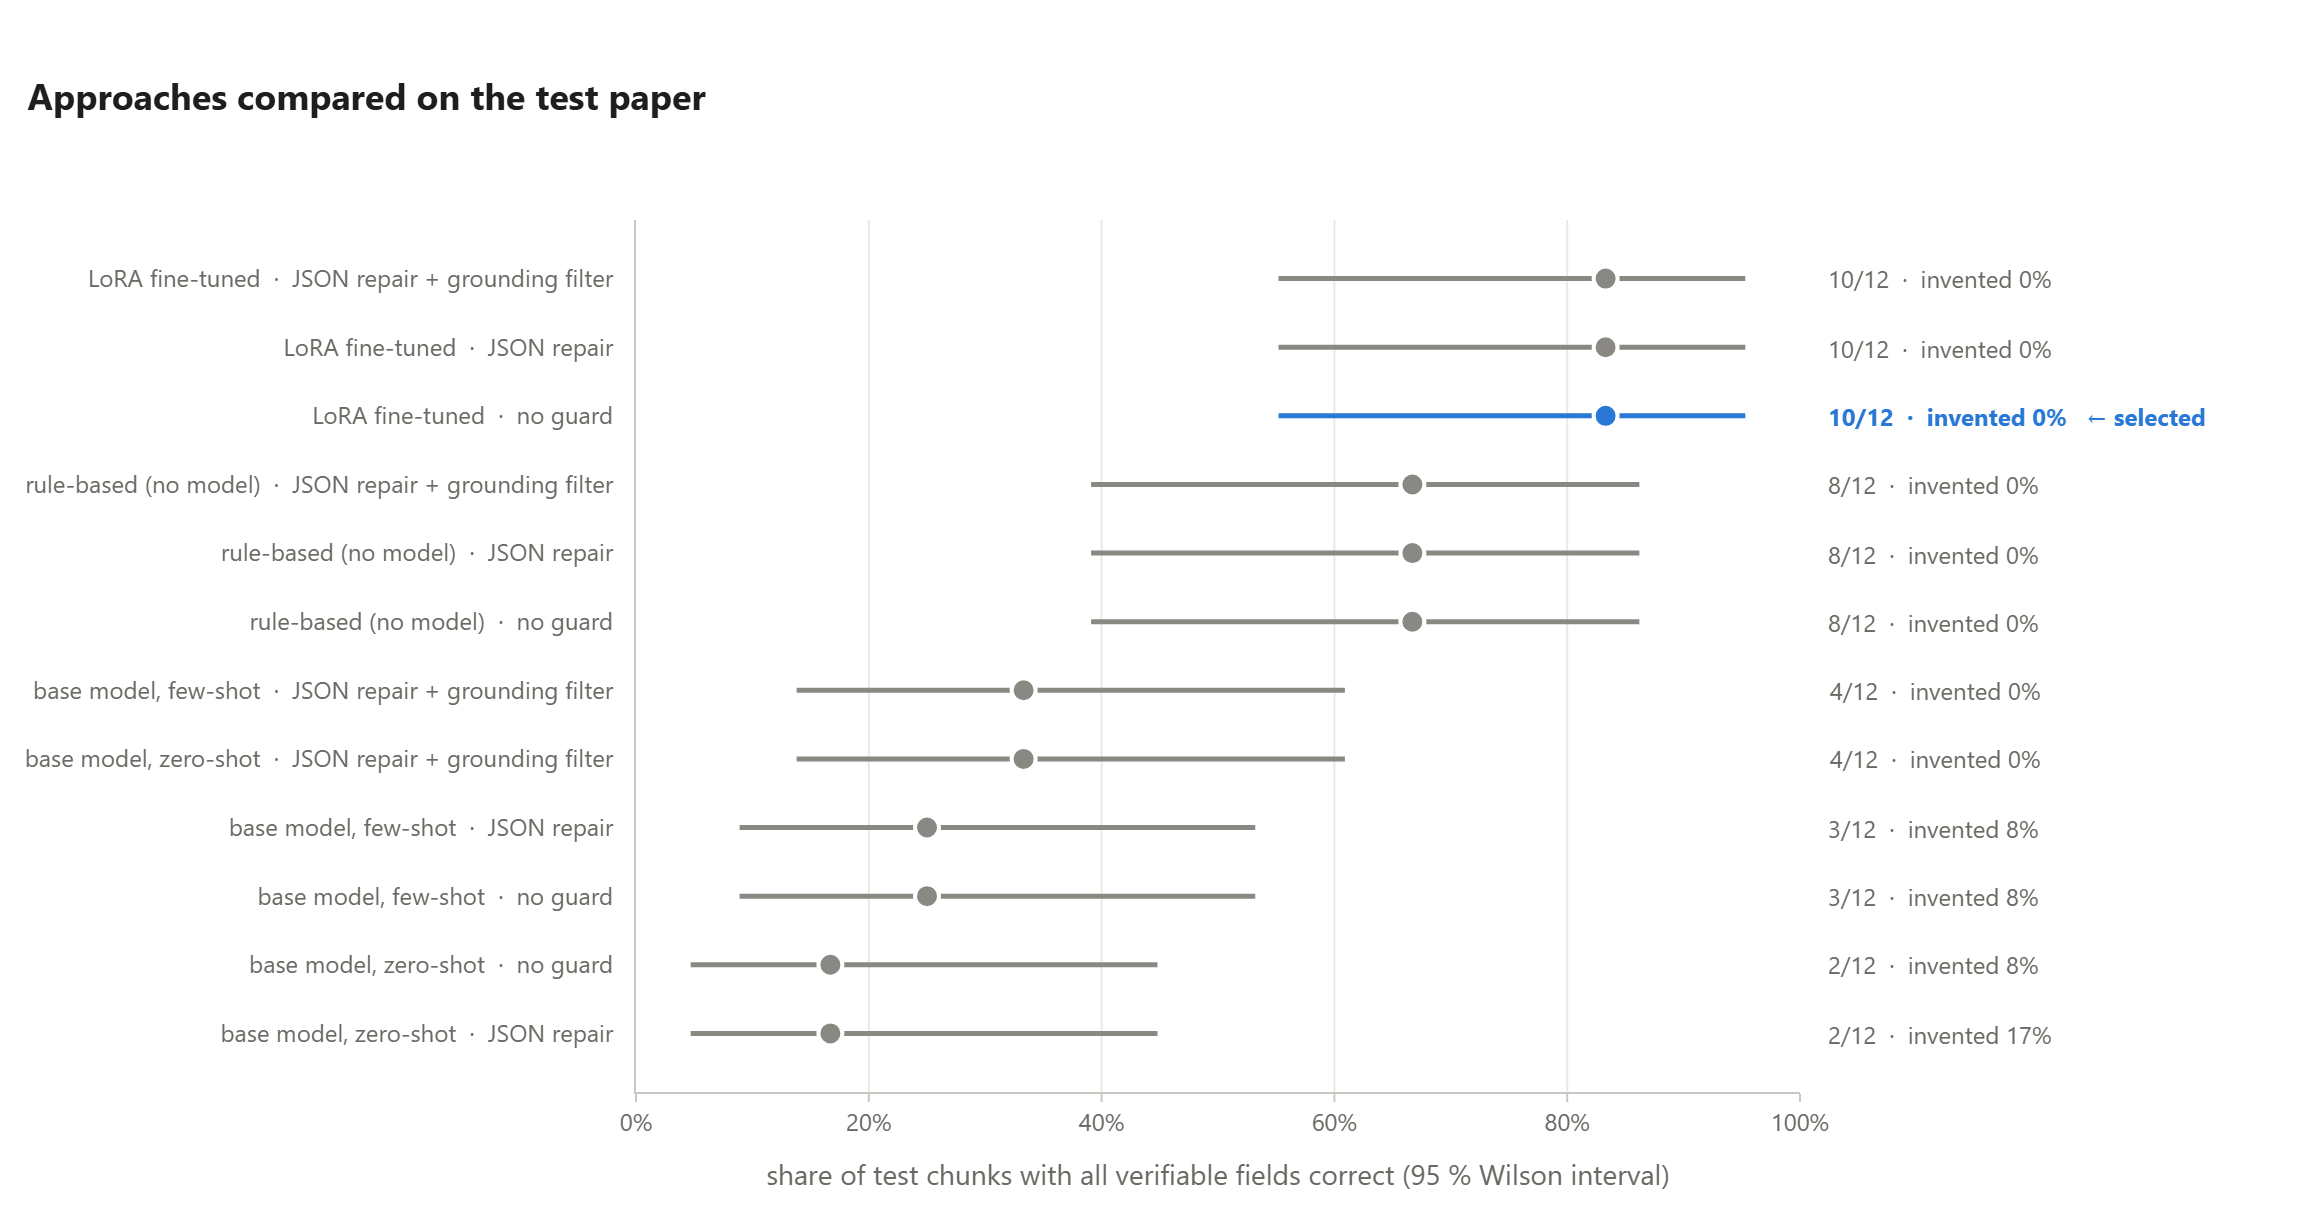 Approaches compared on the test paper
LoRA fine-tuned · JSON repair + grounding filter 10/12 · invented 0%
LoRA fine-tuned · JSON repair 10/12 · invented 0%
LoRA fine-tuned · no guard 10/12 · invented 0% ← selected
rule-based (no model) · JSON repair + grounding filter 8/12 · invented 0%
rule-based (no model) · JSON repair 8/12 · invented 0%
rule-based (no model) · no guard 8/12 · invented 0%
base model, few-shot · JSON repair + grounding filter 4/12 · invented 0%
base model, zero-shot · JSON repair + grounding filter 4/12 · invented 0%
base model, few-shot · JSON repair 3/12 · invented 8%
base model, few-shot · no guard 3/12 · invented 8%
base model, zero-shot · no guard 2/12 · invented 8%
base model, zero-shot · JSON repair 2/12 · invented 17%
0% 20% 40% 60% 80% 100%
share of test chunks with all verifiable fields correct (95 % Wilson interval)